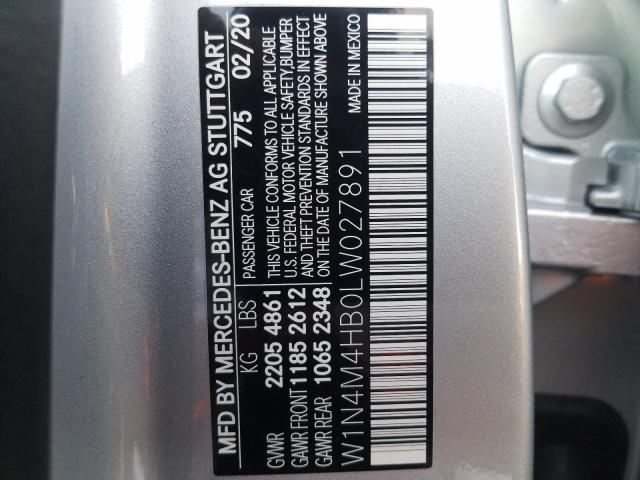 MFD BY MERCEDES-BENZ AG STUTTGART
KG LBS 775 02/20
GVWR 2205 4861 PASSENGER CAR
GAWR FRONT 1185 2612
GAWR REAR 1065 2348
THIS VEHICLE CONFORMS TO ALL APPLICABLE
U.S. FEDERAL MOTOR VEHICLE SAFETY, BUMPER
AND THEFT PREVENTION STANDARDS IN EFFECT
ON THE DATE OF MANUFACTURE SHOWN ABOVE
W1N4M4HB0LW027891 MADE IN MEXICO